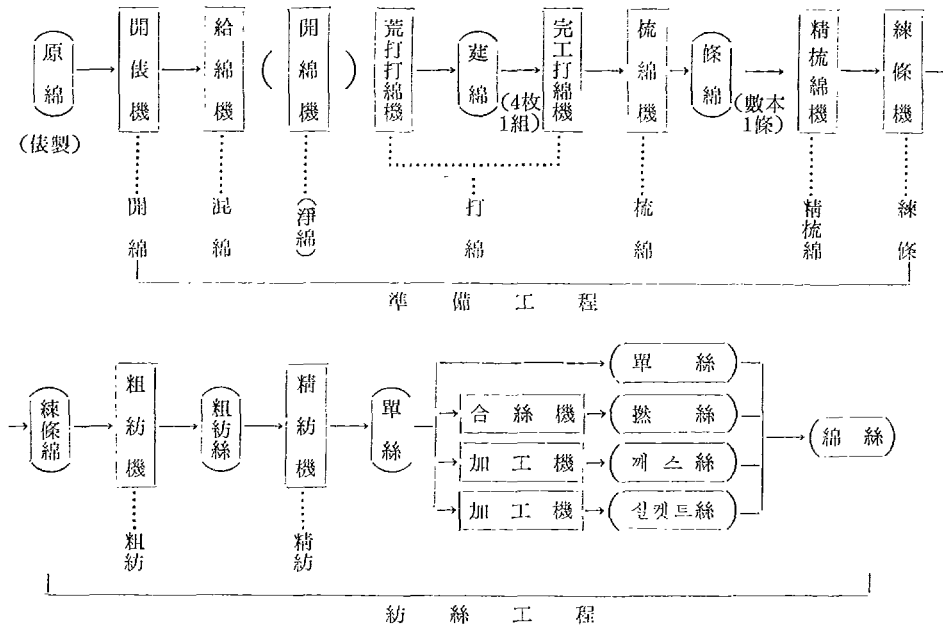 原綿
(俵製)
開俵機
給綿機
(開綿機)
荒打打綿機
莚綿
(4枚
1組)
完工打綿機
梳綿機
條綿
(數本
1條)
精梳綿機
練條機
開綿
混綿
(淨綿)
打綿
梳綿
精梳綿
練條
準備工程
練條綿
粗紡機
粗紡絲
精紡機
單絲
單絲
合絲機
撚絲
加工機
께스絲
加工機
실켓트絲
綿絲
粗紡
精紡
紡絲工程